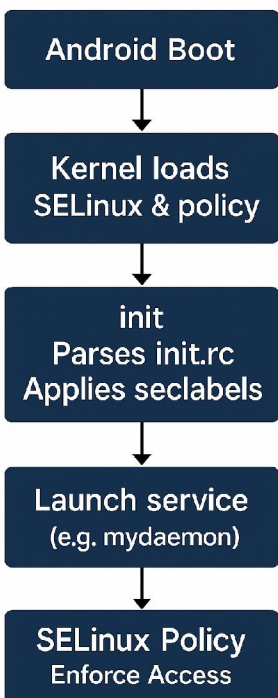 Android Boot
Kernel loads
SELinux & policy
init
Parses init.rc
Applies seclabels
Launch service
(e.g. mydaemon)
SELinux Policy
Enforce Access